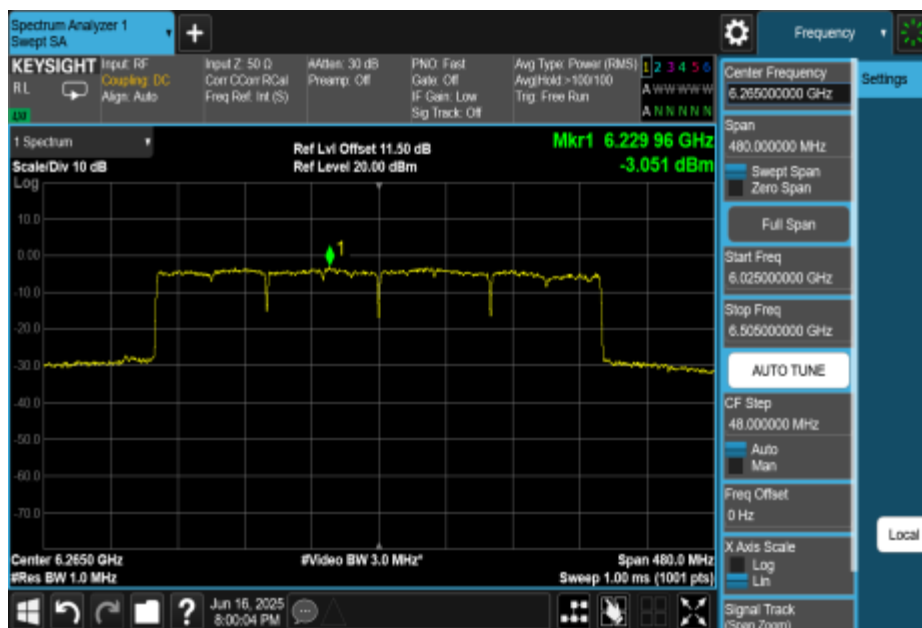 Spectrum Analyzer 1
Swept SA
+
Frequency
KEYSIGHT
RL
Input: RF
Coupling: DC
Align: Auto
Input Z: 50 Ω
Corr CCorr RCal
Freq Ref: Int (S)
#Atten: 30 dB
Preamp: Off
PNO: Fast
Gate: Off
IF Gain: Low
Sig Track: Off
Avg Type: Power (RMS)
Avg|Hold:>100/100
Trig: Free Run
1 2 3 4 5 6
A W W W W W
A N N N N N
1 Spectrum
Scale/Div 10 dB
Log
Ref Lvl Offset 11.50 dB
Ref Level 20.00 dBm
Mkr1 6.229 96 GHz
-3.051 dBm
10.0
0.00
-10.0
-20.0
-30.0
-40.0
-50.0
-60.0
-70.0
1
Center 6.2650 GHz
#Res BW 1.0 MHz
#Video BW 3.0 MHz*
Span 480.0 MHz
Sweep 1.00 ms (1001 pts)
Center Frequency
6.265000000 GHz
Span
480.000000 MHz
Swept Span
Zero Span
Full Span
Start Freq
6.025000000 GHz
Stop Freq
6.505000000 GHz
AUTO TUNE
CF Step
48.000000 MHz
Auto
Man
Freq Offset
0 Hz
X Axis Scale
Log
Lin
Signal Track
(Span Zoom)
Settings
Local
?
Jun 16, 2025
8:00:04 PM